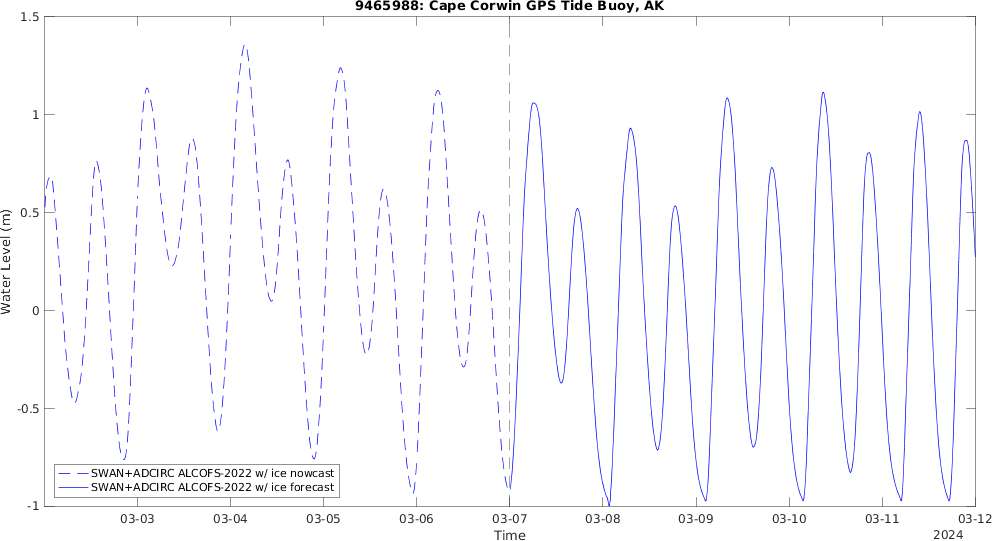 9465988: Cape Corwin GPS Tide Buoy, AK
Water Level (m)
1.5
1
0.5
0
-0.5
-1
SWAN+ADCIRC ALCOFS-2022 w/ ice nowcast
SWAN+ADCIRC ALCOFS-2022 w/ ice forecast
03-03 03-04 03-05 03-06 03-07 03-08 03-09 03-10 03-11 03-12
Time
2024